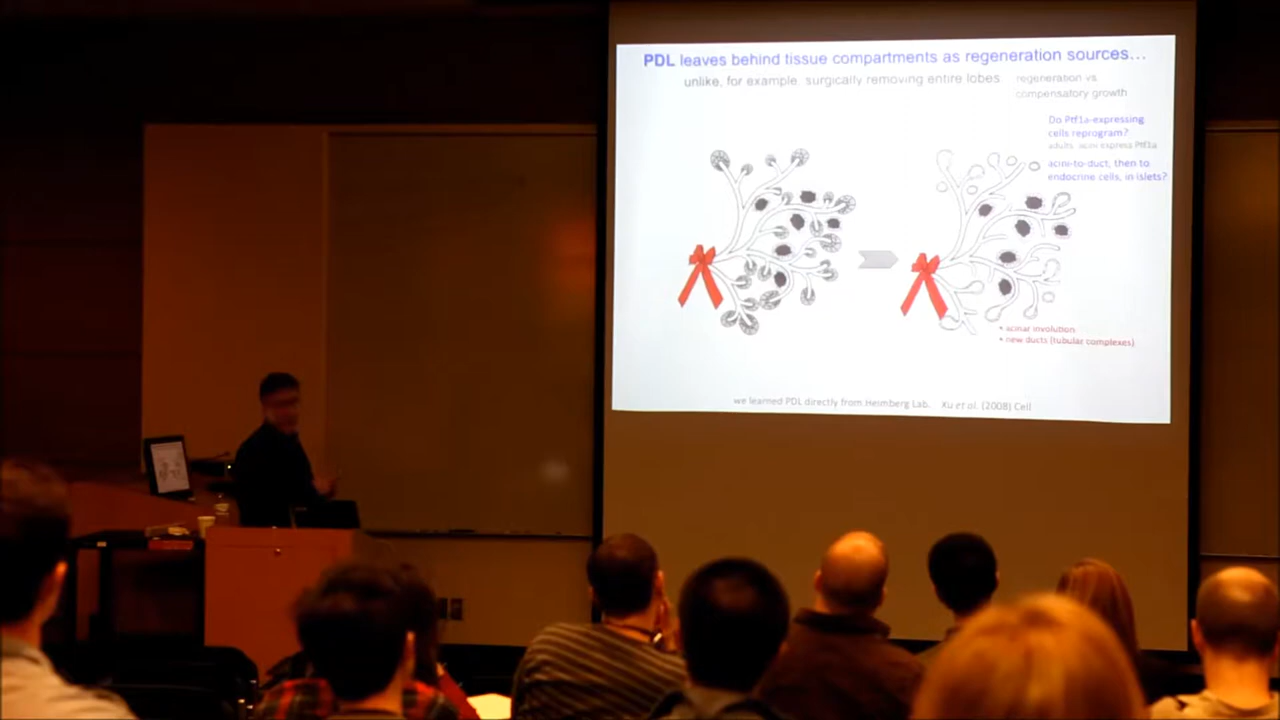 PDL leaves behind tissue compartments as regeneration sources…
unlike, for example, surgically removing entire lobes.
regeneration vs.
compensatory growth
Do Ptf1a-expressing
cells reprogram?
adults: acini express Ptf1a
acini-to-duct, then to
endocrine cells, in islets?
• acinar involution
• new ducts (tubular complexes)
we learned PDL directly from Heimberg Lab. Xu et al. (2008) Cell